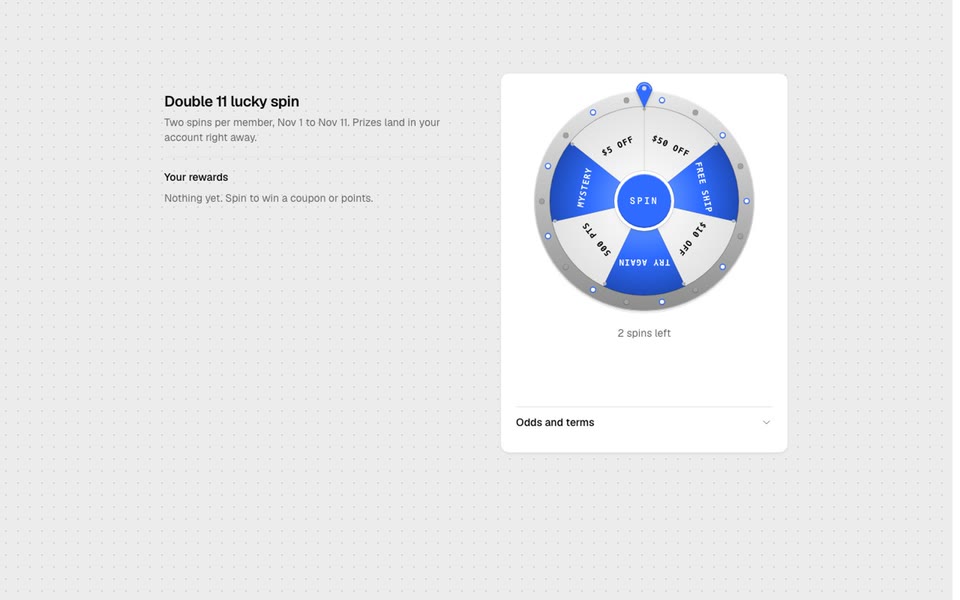 Double 11 lucky spin
Two spins per member, Nov 1 to Nov 11. Prizes land in your
account right away.
Your rewards
Nothing yet. Spin to win a coupon or points.
$5 OFF
$50 OFF
FREE SHIP
$10 OFF
TRY AGAIN
500 PTS
MYSTERY
SPIN
2 spins left
Odds and terms